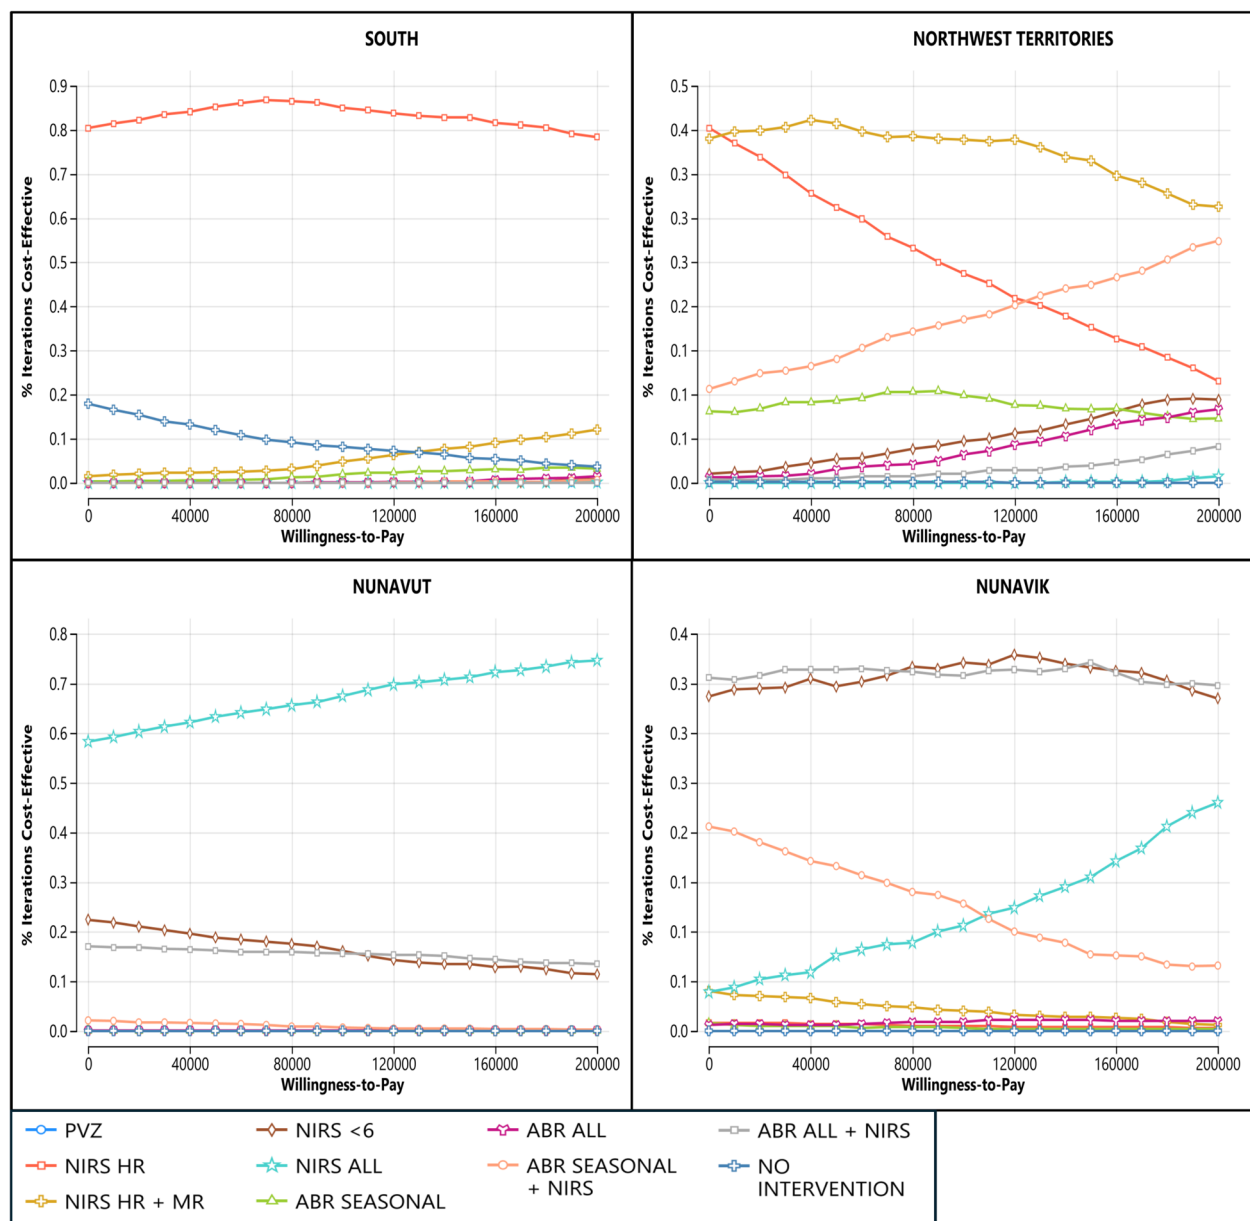 SOUTH
% Iterations Cost-Effective
0.9
0.8
0.7
0.6
0.5
0.4
0.3
0.2
0.1
0.0
0 40000 80000 120000 160000 200000
Willingness-to-Pay
NORTHWEST TERRITORIES
% Iterations Cost-Effective
0.5
0.4
0.3
0.3
0.3
0.2
0.1
0.1
0.1
0.0
0 40000 80000 120000 160000 200000
Willingness-to-Pay
NUNAVUT
% Iterations Cost-Effective
0.8
0.7
0.6
0.5
0.4
0.3
0.2
0.1
0.0
0 40000 80000 120000 160000 200000
Willingness-to-Pay
NUNAVIK
% Iterations Cost-Effective
0.4
0.3
0.3
0.3
0.2
0.1
0.1
0.1
0.0
0 40000 80000 120000 160000 200000
Willingness-to-Pay
PVZ
NIRS HR
NIRS HR + MR
NIRS <6
NIRS ALL
ABR SEASONAL
ABR ALL
ABR SEASONAL
+ NIRS
ABR ALL + NIRS
NO
INTERVENTION